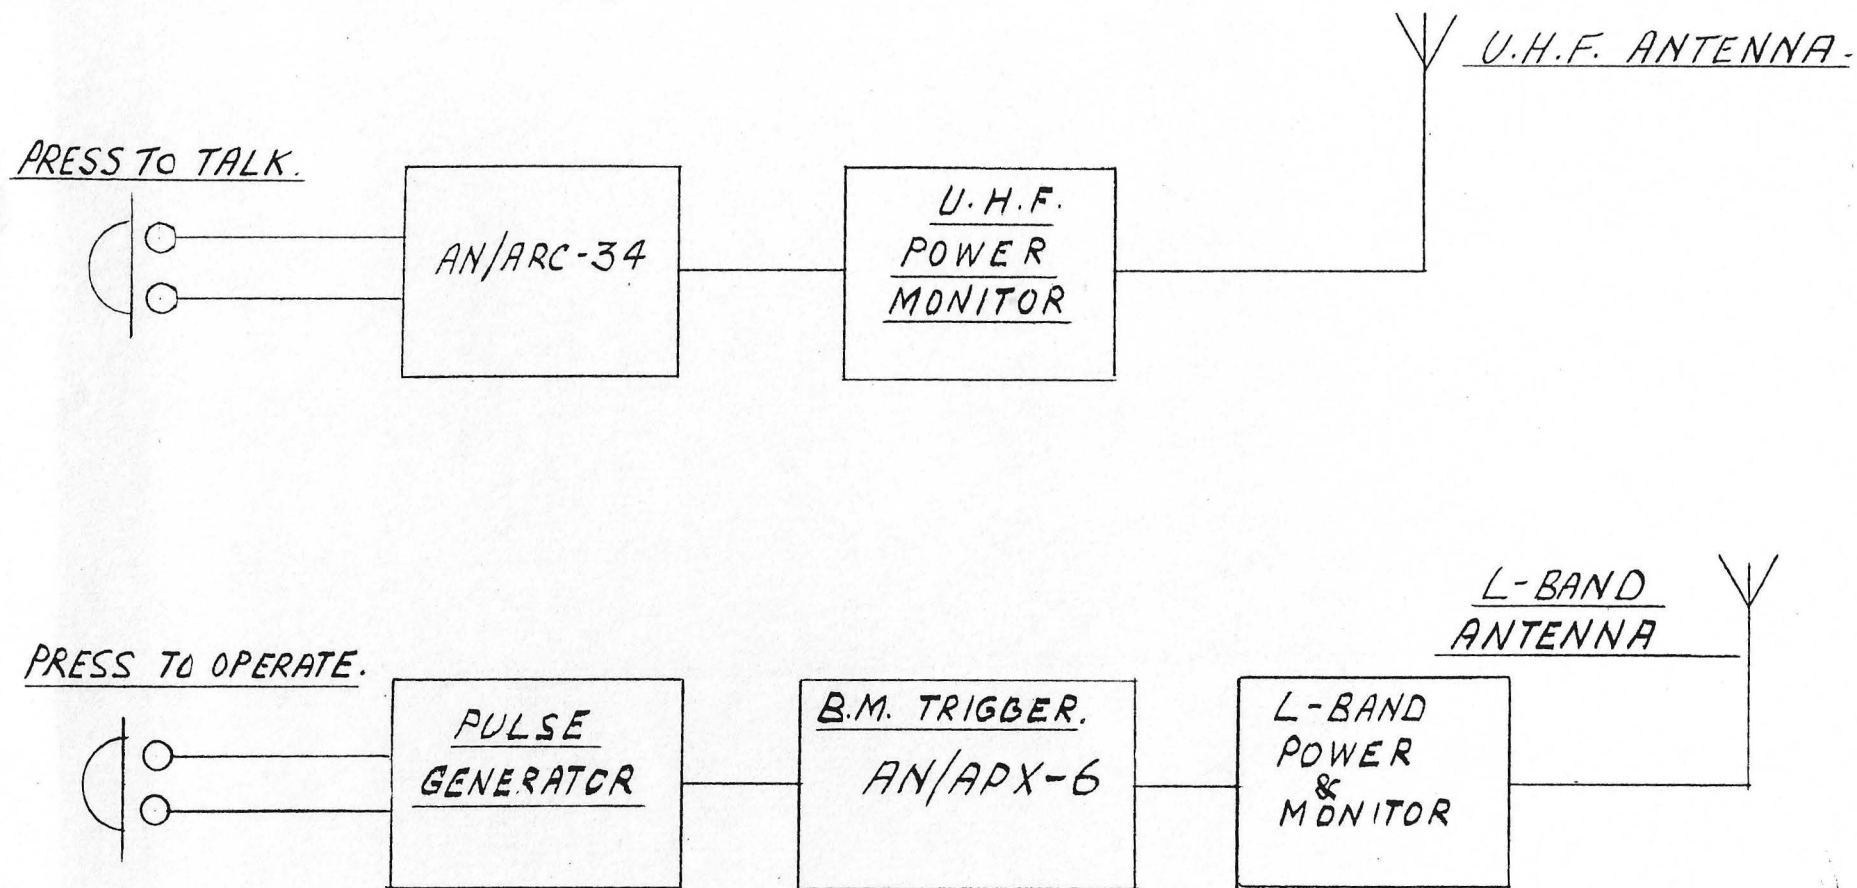 U.H.F. ANTENNA.
PRESS TO TALK.
AN/ARC-34
U.H.F.
POWER
MONITOR
L-BAND
ANTENNA
PRESS TO OPERATE.
PULSE
GENERATOR
B.M. TRIGGER.
AN/APX-6
L-BAND
POWER
&
MONITOR